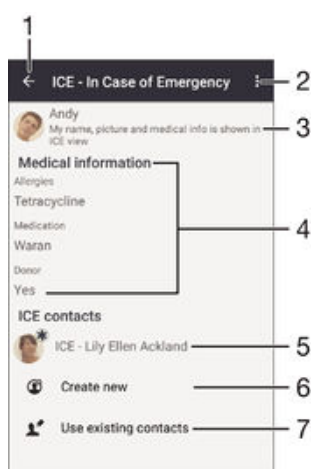 1
ICE - In Case of Emergency
2
Andy
My name, picture and medical info is shown in
ICE view
3
Medical information
Allergies
Tetracycline
Medication
Waran
4
Donor
Yes
ICE contacts
ICE - Lily Ellen Ackland
5
Create new
6
Use existing contacts
7